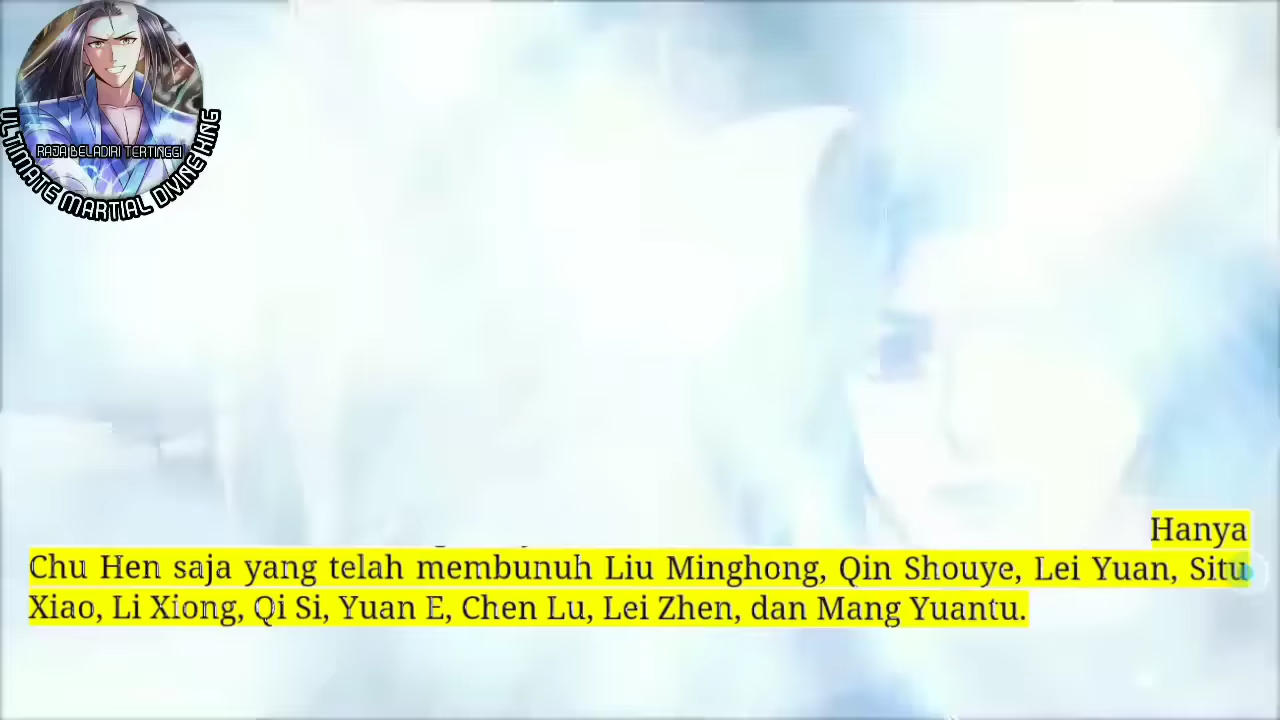 RAJA BELADIRI TERTINGGI
ULTIMATE MARTIAL DIVINE KING
Hanya
Chu Hen saja yang telah membunuh Liu Minghong, Qin Shouye, Lei Yuan, Situ
Xiao, Li Xiong, Qi Si, Yuan E, Chen Lu, Lei Zhen, dan Mang Yuantu.